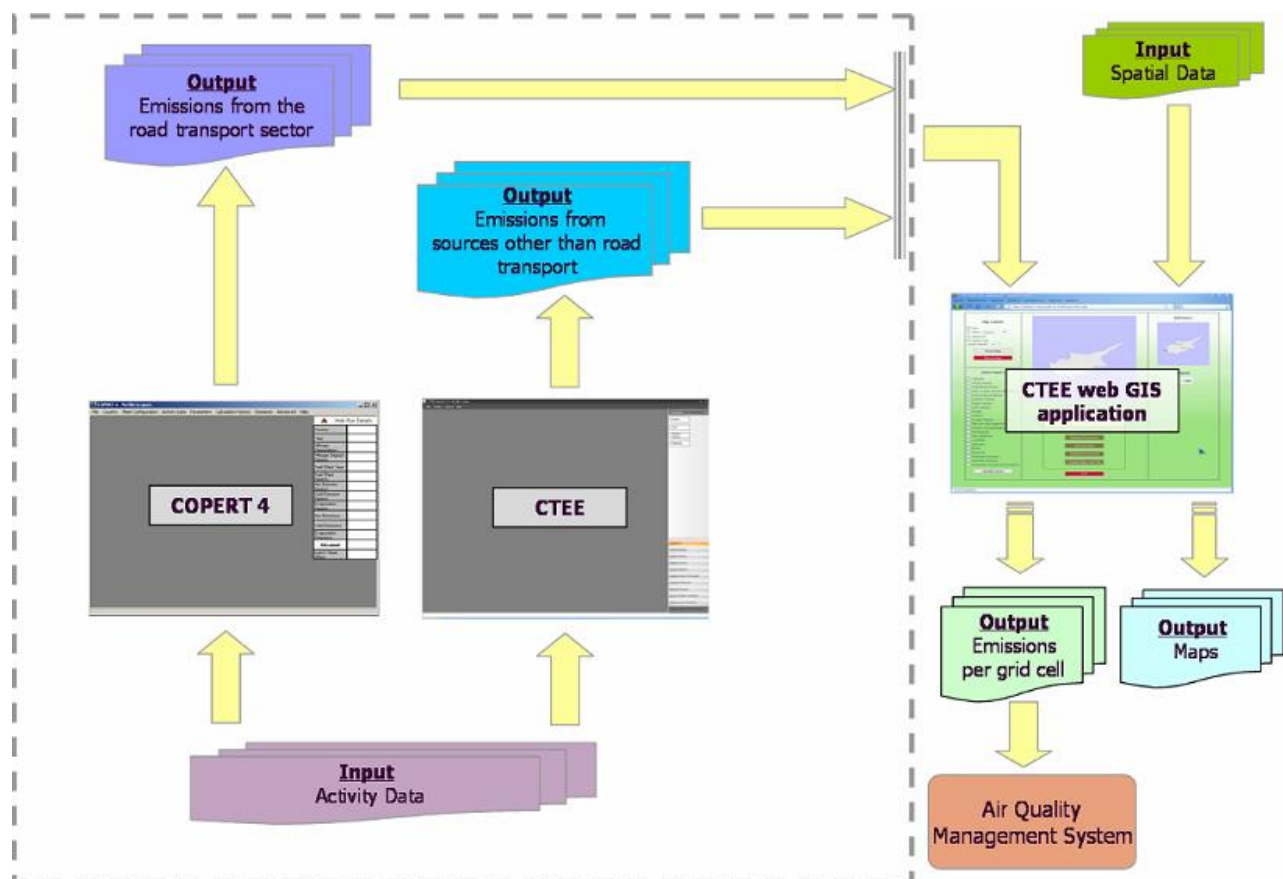 Output
Emissions from the
road transport sector
Input
Spatial Data
Output
Emissions from
sources other than road
transport
CTEE web GIS
application
COPERT 4
CTEE
Output
Emissions
per grid cell
Output
Maps
Input
Activity Data
Air Quality
Management System